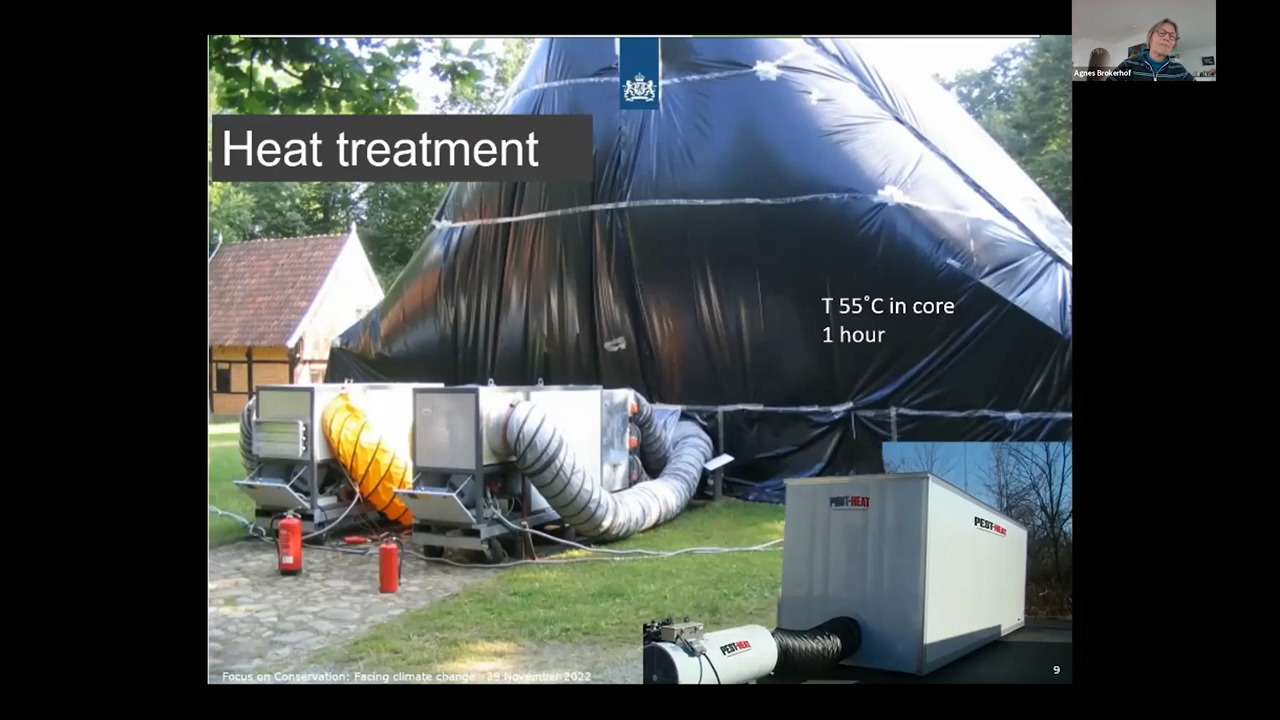 Agnes Brokerhof
Heat treatment
T 55°C in core
1 hour
PEST-HEAT
PEST-HEAT
PEST-HEAT
Focus on Conservation: Facing climate change - 29 November 2022
9